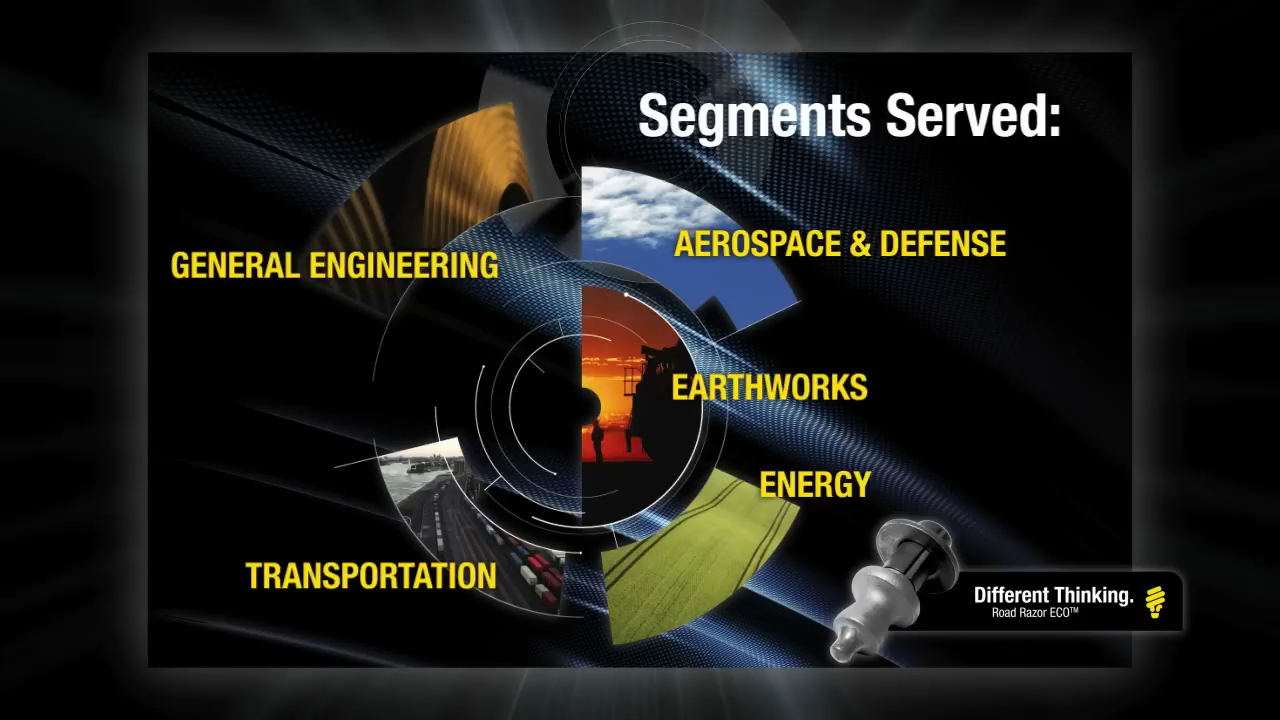 Segments Served:
AEROSPACE & DEFENSE
GENERAL ENGINEERING
EARTHWORKS
ENERGY
TRANSPORTATION
Different Thinking.
Road Razor ECO™